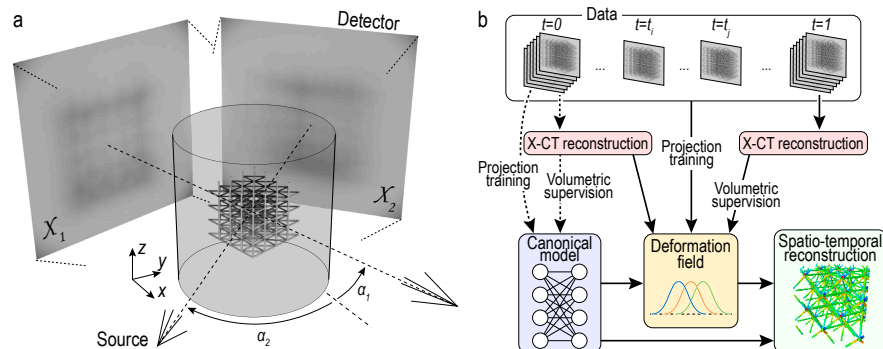 a
Detector
X₁
X₂
z
y
x
α₁
α₂
Source
b
Data
t=0
t=tᵢ
t=tⱼ
t=1
...
...
...
X-CT reconstruction
X-CT reconstruction
Projection
training
Volumetric
supervision
Projection
training
Volumetric
supervision
Canonical
model
Deformation
field
Spatio-temporal
reconstruction